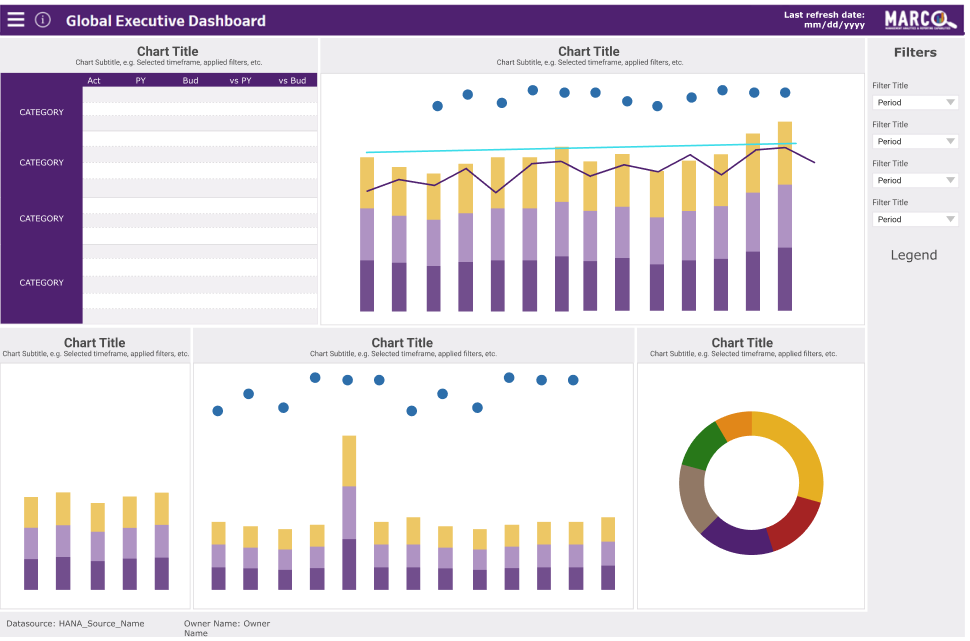 Global Executive Dashboard
Last refresh date:
mm/dd/yyyy
MARCO
Chart Title
Chart Subtitle, e.g. Selected timeframe, applied filters, etc.
Act PY Bud vs PY vs Bud
CATEGORY
CATEGORY
CATEGORY
CATEGORY
Chart Title
Chart Subtitle, e.g. Selected timeframe, applied filters, etc.
Filters
Filter Title
Period
Filter Title
Period
Filter Title
Period
Filter Title
Period
Legend
Chart Title
Chart Subtitle, e.g. Selected timeframe, applied filters, etc.
Chart Title
Chart Subtitle, e.g. Selected timeframe, applied filters, etc.
Chart Title
Chart Subtitle, e.g. Selected timeframe, applied filters, etc.
Datasource: HANA_Source_Name
Owner Name: Owner
Name